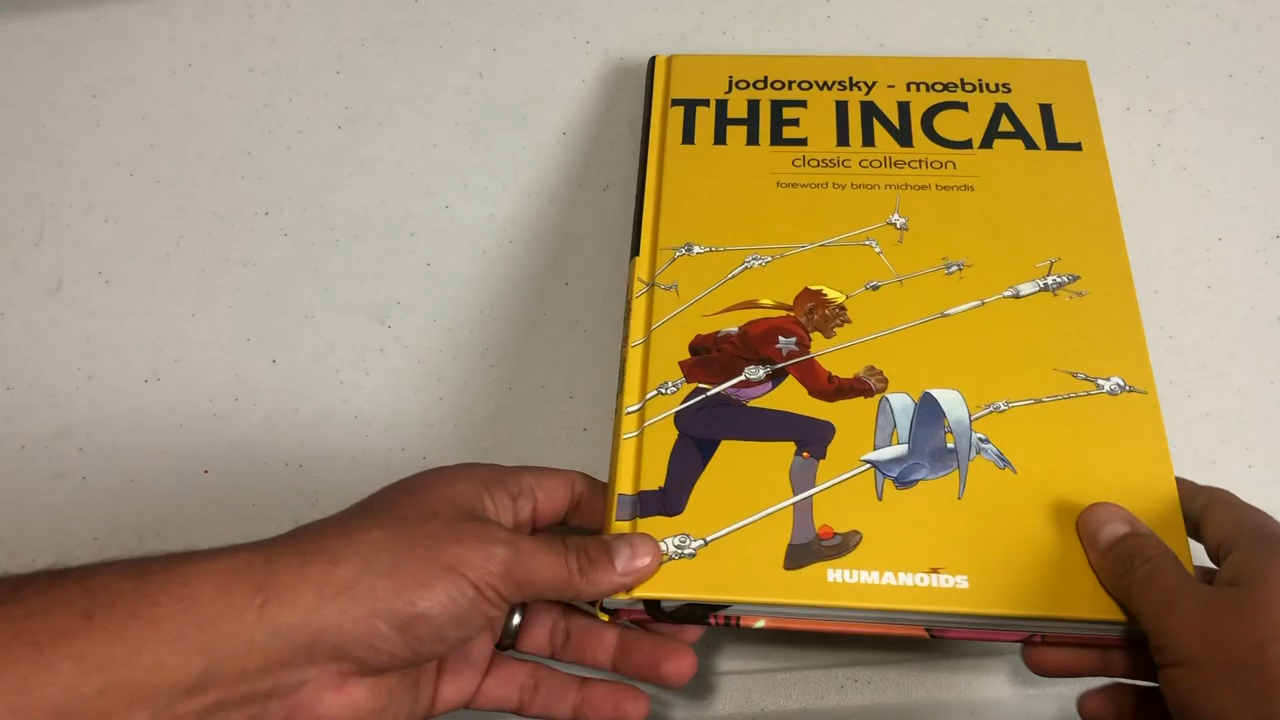 jodorowsky - mœbius
THE INCAL
classic collection
foreword by brian michael bendis
HUMANOIDS